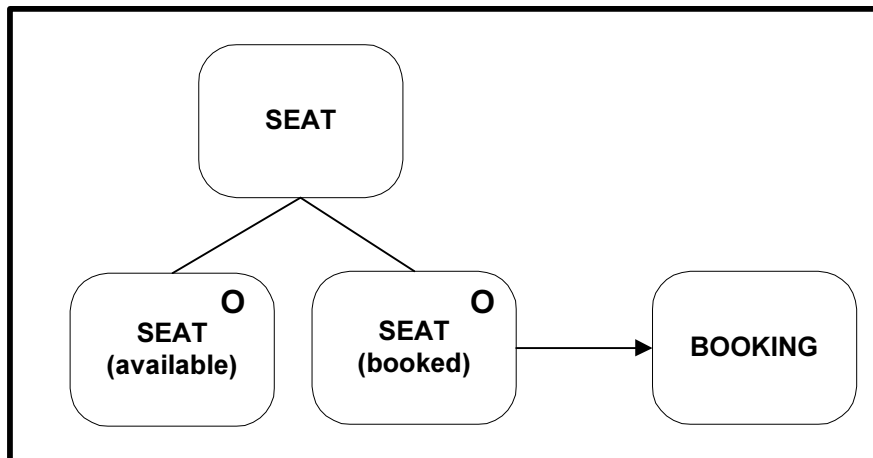 SEAT
O
SEAT
(available)
O
SEAT
(booked)
BOOKING